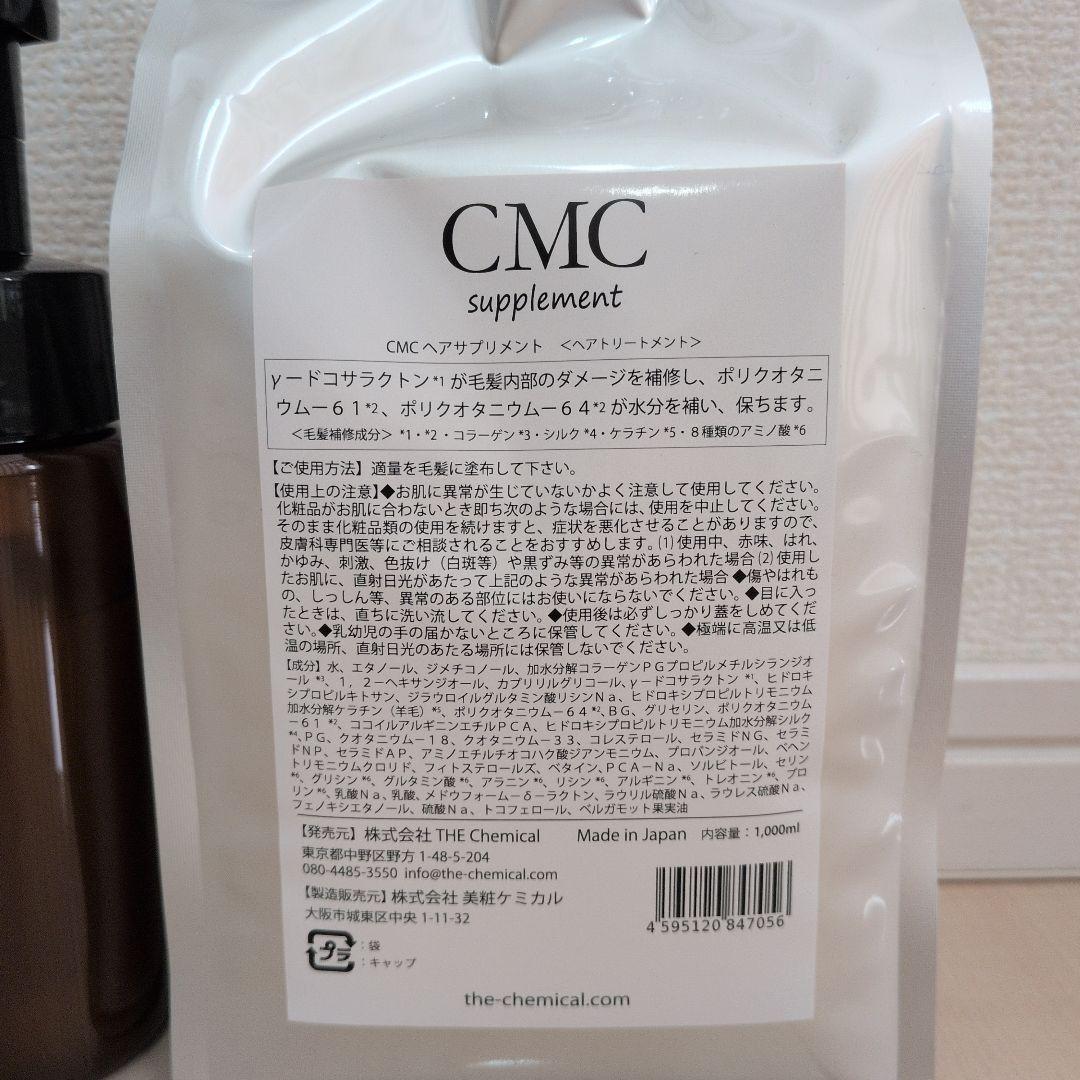 CMC
supplement
CMC ヘアサプリメント ＜ヘアトリートメント＞
γードコサラクトン*1 が毛髪内部のダメージを補修し、ポリクオタニ
ウムー６１*2、ポリクオタニウムー６４*2 が水分を補い、保ちます。
＜毛髪補修成分＞ *1・*2・コラーゲン*3・シルク*4・ケラチン*5・８種類のアミノ酸*6
【ご使用方法】適量を毛髪に塗布して下さい。
【使用上の注意】◆お肌に異常が生じていないかよく注意して使用してください。
化粧品がお肌に合わないとき即ち次のような場合には、使用を中止してください。
そのまま化粧品類の使用を続けますと、症状を悪化させることがありますので、
皮膚科専門医等にご相談されることをおすすめします。(1) 使用中、赤味、はれ、
かゆみ、刺激、色抜け（白斑等）や黒ずみ等の異常があらわれた場合 (2) 使用し
たお肌に、直射日光があたって上記のような異常があらわれた場合 ◆傷やはれも
の、しっしん等、異常のある部位にはお使いにならないでください。◆目に入っ
たときは、直ちに洗い流してください。◆使用後は必ずしっかり蓋をしめてくだ
さい。◆乳幼児の手の届かないところに保管してください。◆極端に高温又は低
温の場所、直射日光のあたる場所には保管しないでください。
【成分】水、エタノール、ジメチコノール、加水分解コラーゲンＰＧプロピルメチルシランジオ
ール *3、１，２－ヘキサンジオール、カプリリルグリコール、γ－ドコサラクトン *1、ヒドロキ
シプロピルキトサン、ジラウロイルグルタミン酸リシンＮａ、ヒドロキシプロピルトリモニウム
加水分解ケラチン（羊毛）*5、ポリクオタニウム－６４*2、ＢＧ、グリセリン、ポリクオタニウム
－６１ *2、ココイルアルギニンエチルＰＣＡ、ヒドロキシプロピルトリモニウム加水分解シルク
*4、ＰＧ、クオタニウム－１８、クオタニウム－３３、コレステロール、セラミドＮＧ、セラミ
ドＮＰ、セラミドＡＰ、アミノエチルチオコハク酸ジアンモニウム、プロパンジオール、ベヘン
トリモニウムクロリド、フィトステロールズ、ベタイン、ＰＣＡ－Ｎａ、ソルビトール、セリン
*6、グリシン *6、グルタミン酸 *6、アラニン *6、リシン *6、アルギニン *6、トレオニン *6、プロ
リン *6、乳酸Ｎａ、乳酸、メドウフォーム－δ－ラクトン、ラウリル硫酸Ｎａ、ラウレス硫酸Ｎａ、
フェノキシエタノール、硫酸Ｎａ、トコフェロール、ベルガモット果実油
【発売元】株式会社 THE Chemical Made in Japan 内容量：1,000ml
東京都中野区野方 1-48-5-204
080-4485-3550 info@the-chemical.com
【製造販売元】株式会社 美粧ケミカル
大阪市城東区中央 1-11-32
4 595120 847056
プラ
：袋
：キャップ
the-chemical.com